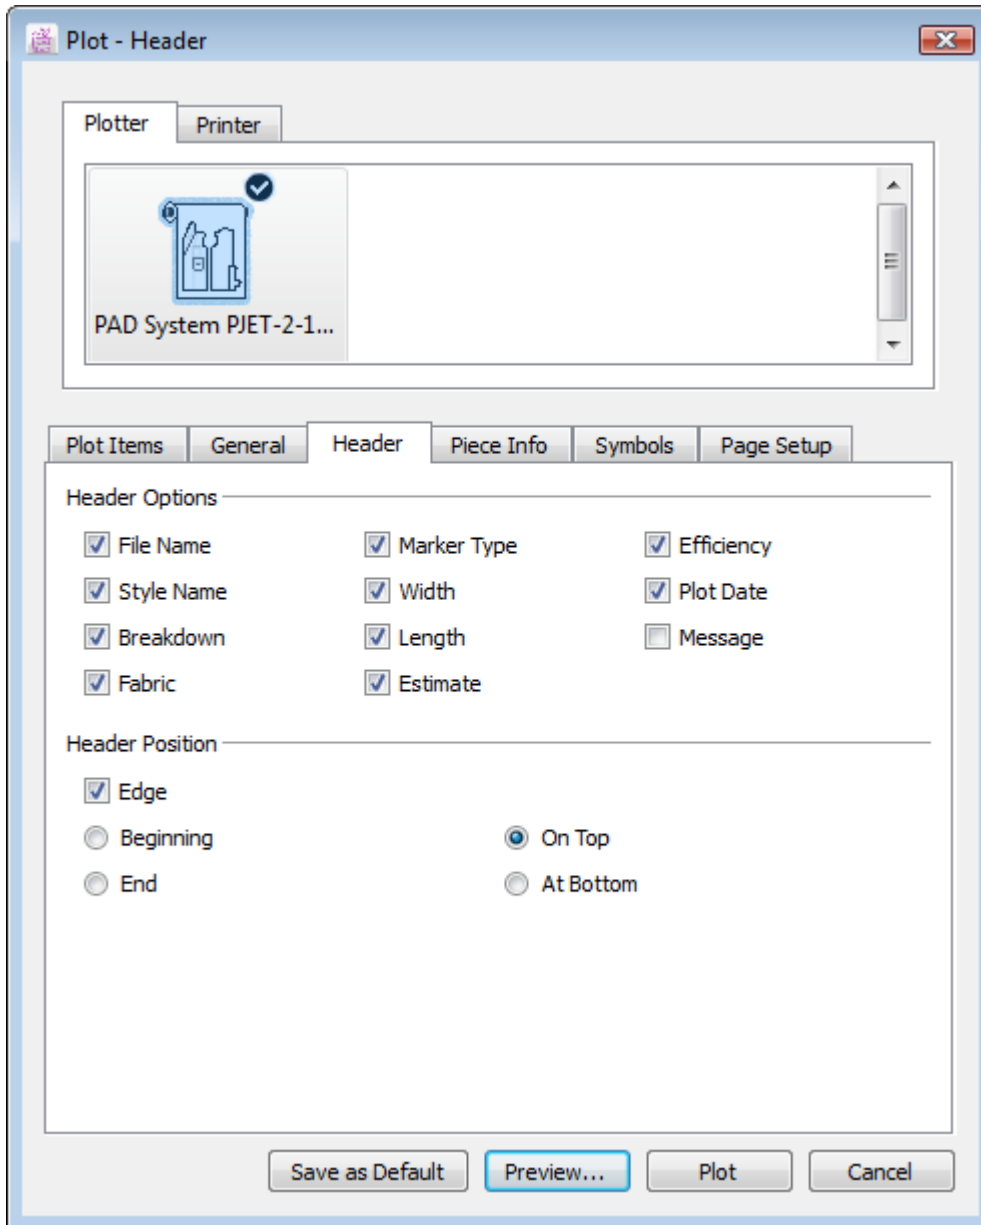 Plot - Header
Plotter Printer
PAD System PJET-2-1...
Plot Items General Header Piece Info Symbols Page Setup
Header Options
File Name Marker Type Efficiency
Style Name Width Plot Date
Breakdown Length Message
Fabric Estimate
Header Position
Edge
Beginning On Top
End At Bottom
Save as Default Preview... Plot Cancel